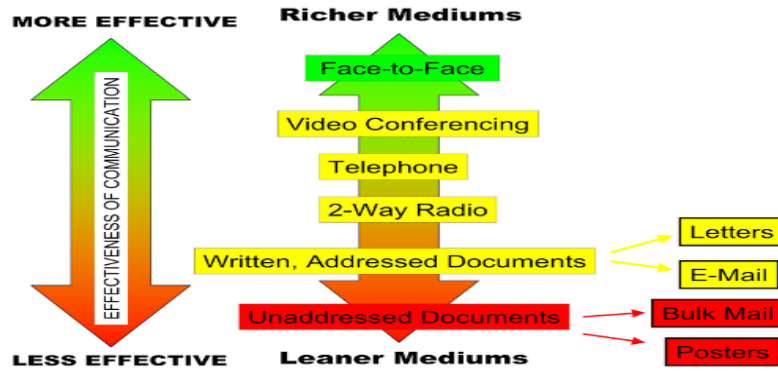 MORE EFFECTIVE
Richer Mediums
EFFECTIVENESS OF COMMUNICATION
Face-to-Face
Video Conferencing
Telephone
2-Way Radio
Written, Addressed Documents
Letters
E-Mail
Unaddressed Documents
Bulk Mail
Posters
LESS EFFECTIVE
Leaner Mediums